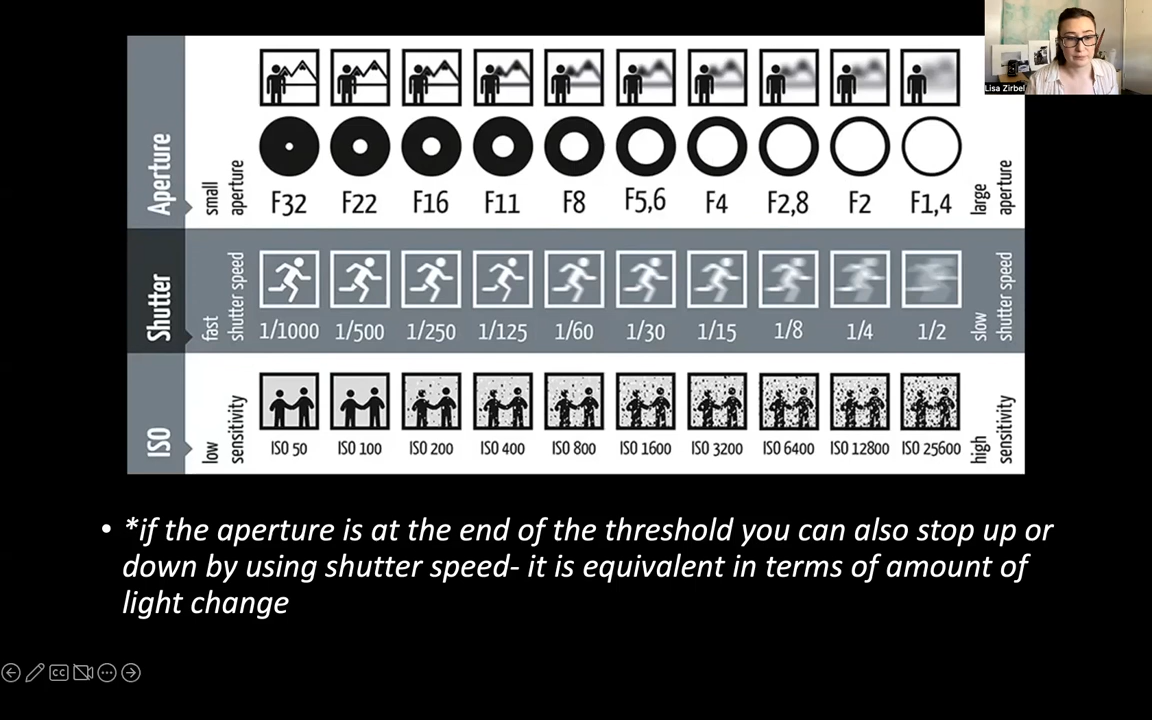 Lisa Zirbel
Aperture
small
aperture
F32 F22 F16 F11 F8 F5,6 F4 F2,8 F2 F1,4
large
aperture
Shutter
fast
shutter speed
1/1000 1/500 1/250 1/125 1/60 1/30 1/15 1/8 1/4 1/2
slow
shutter speed
ISO
low
sensitivity
ISO 50 ISO 100 ISO 200 ISO 400 ISO 800 ISO 1600 ISO 3200 ISO 6400 ISO 12800 ISO 25600
high
sensitivity
• *if the aperture is at the end of the threshold you can also stop up or
down by using shutter speed- it is equivalent in terms of amount of
light change
CC